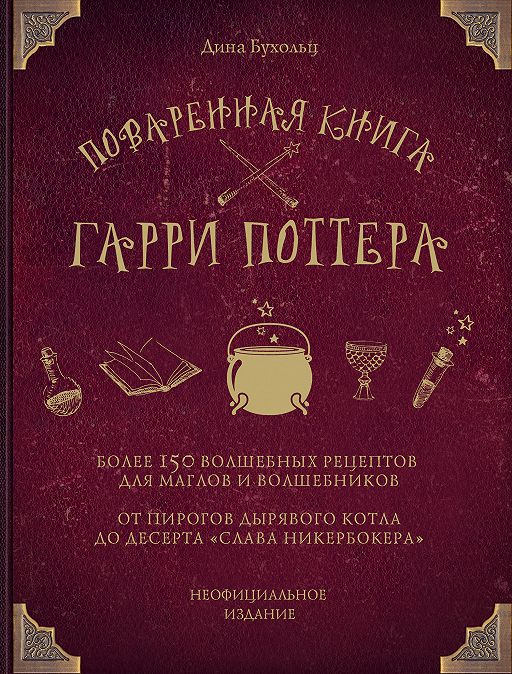 Дина Бухольц
ПОВАРЕННАЯ КНИГА
ГАРРИ ПОТТЕРА
БОЛЕЕ 150 ВОЛШЕБНЫХ РЕЦЕПТОВ
ДЛЯ МАГЛОВ И ВОЛШЕБНИКОВ
ОТ ПИРОГОВ ДЫРЯВОГО КОТЛА
ДО ДЕСЕРТА «СЛАВА НИКЕРБОКЕРА»
НЕОФИЦИАЛЬНОЕ
ИЗДАНИЕ